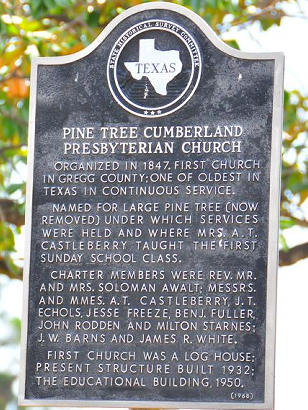 STATE HISTORICAL SURVEY COMMITTEE
TEXAS
PINE TREE CUMBERLAND
PRESBYTERIAN CHURCH
ORGANIZED IN 1847. FIRST CHURCH
IN GREGG COUNTY; ONE OF OLDEST IN
TEXAS IN CONTINUOUS SERVICE.
NAMED FOR LARGE PINE TREE (NOW
REMOVED) UNDER WHICH SERVICES
WERE HELD AND WHERE MRS. A. T.
CASTLEBERRY TAUGHT THE FIRST
SUNDAY SCHOOL CLASS.
CHARTER MEMBERS WERE REV. MR.
AND MRS. SOLOMAN AWALT; MESSRS.
AND MMES. A.T. CASTLEBERRY, J.T.
ECHOLS, JESSE FREEZE, BENJ. FULLER,
JOHN RODDEN AND MILTON STARNES;
J. W. BARNS AND JAMES R. WHITE.
FIRST CHURCH WAS A LOG HOUSE;
PRESENT STRUCTURE BUILT 1932;
THE EDUCATIONAL BUILDING, 1950.
(1968)